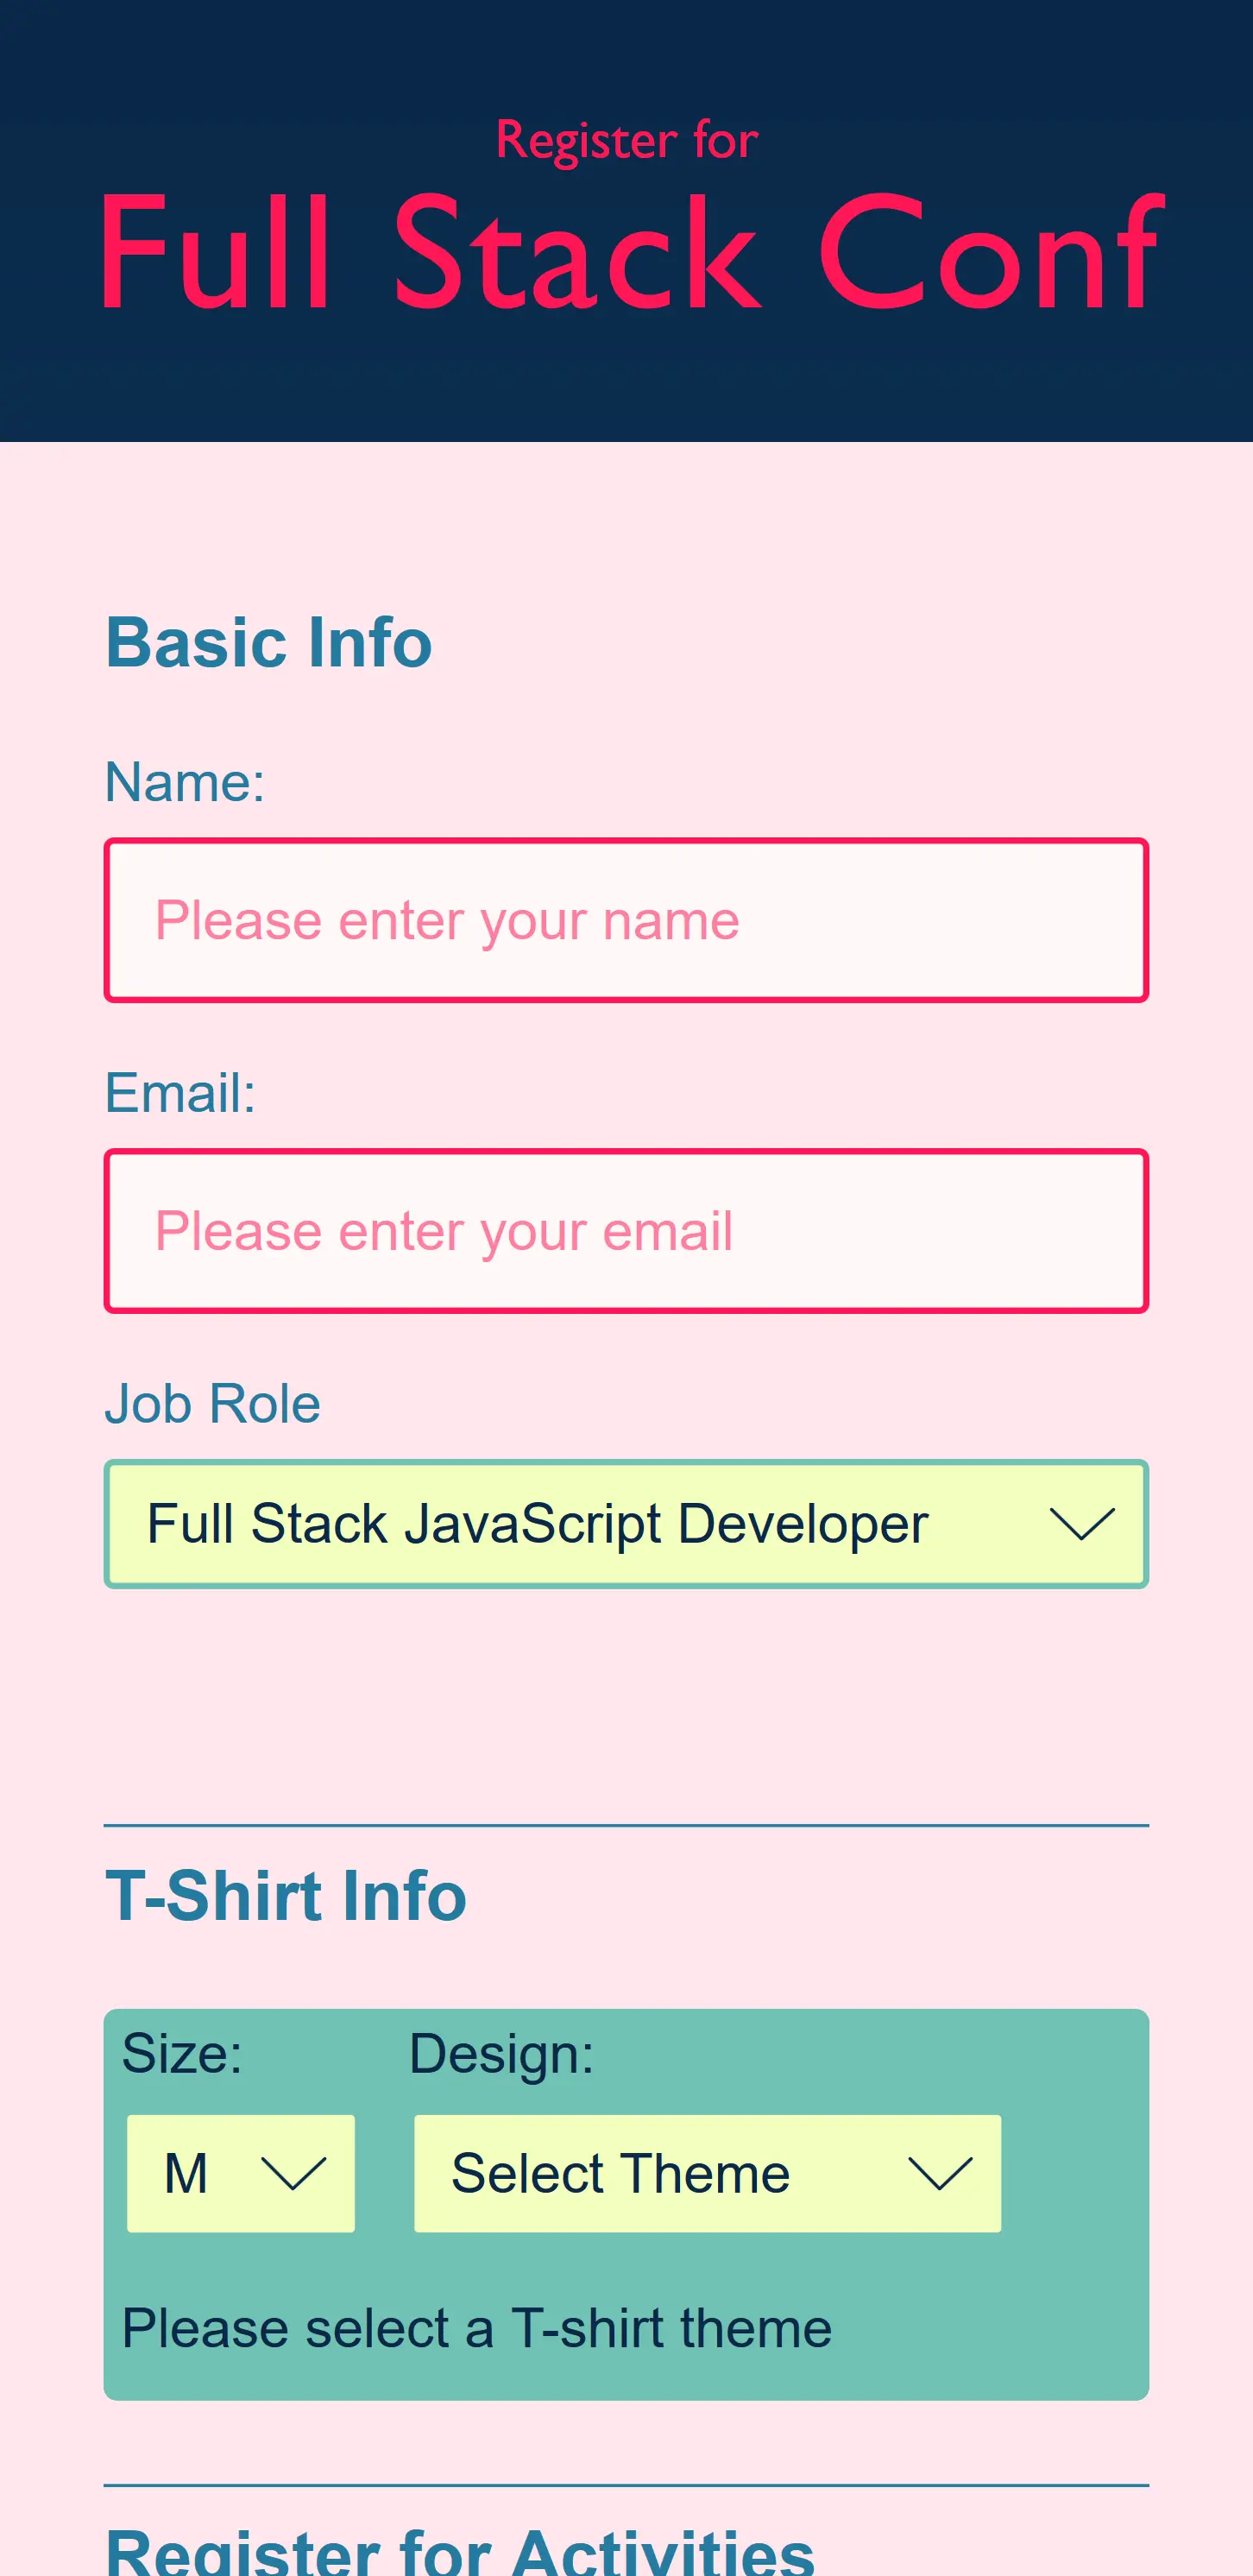 Register for
Full Stack Conf
Basic Info
Name:
Please enter your name
Email:
Please enter your email
Job Role
Full Stack JavaScript Developer
T-Shirt Info
Size: Design:
M Select Theme
Please select a T-shirt theme
Register for Activities